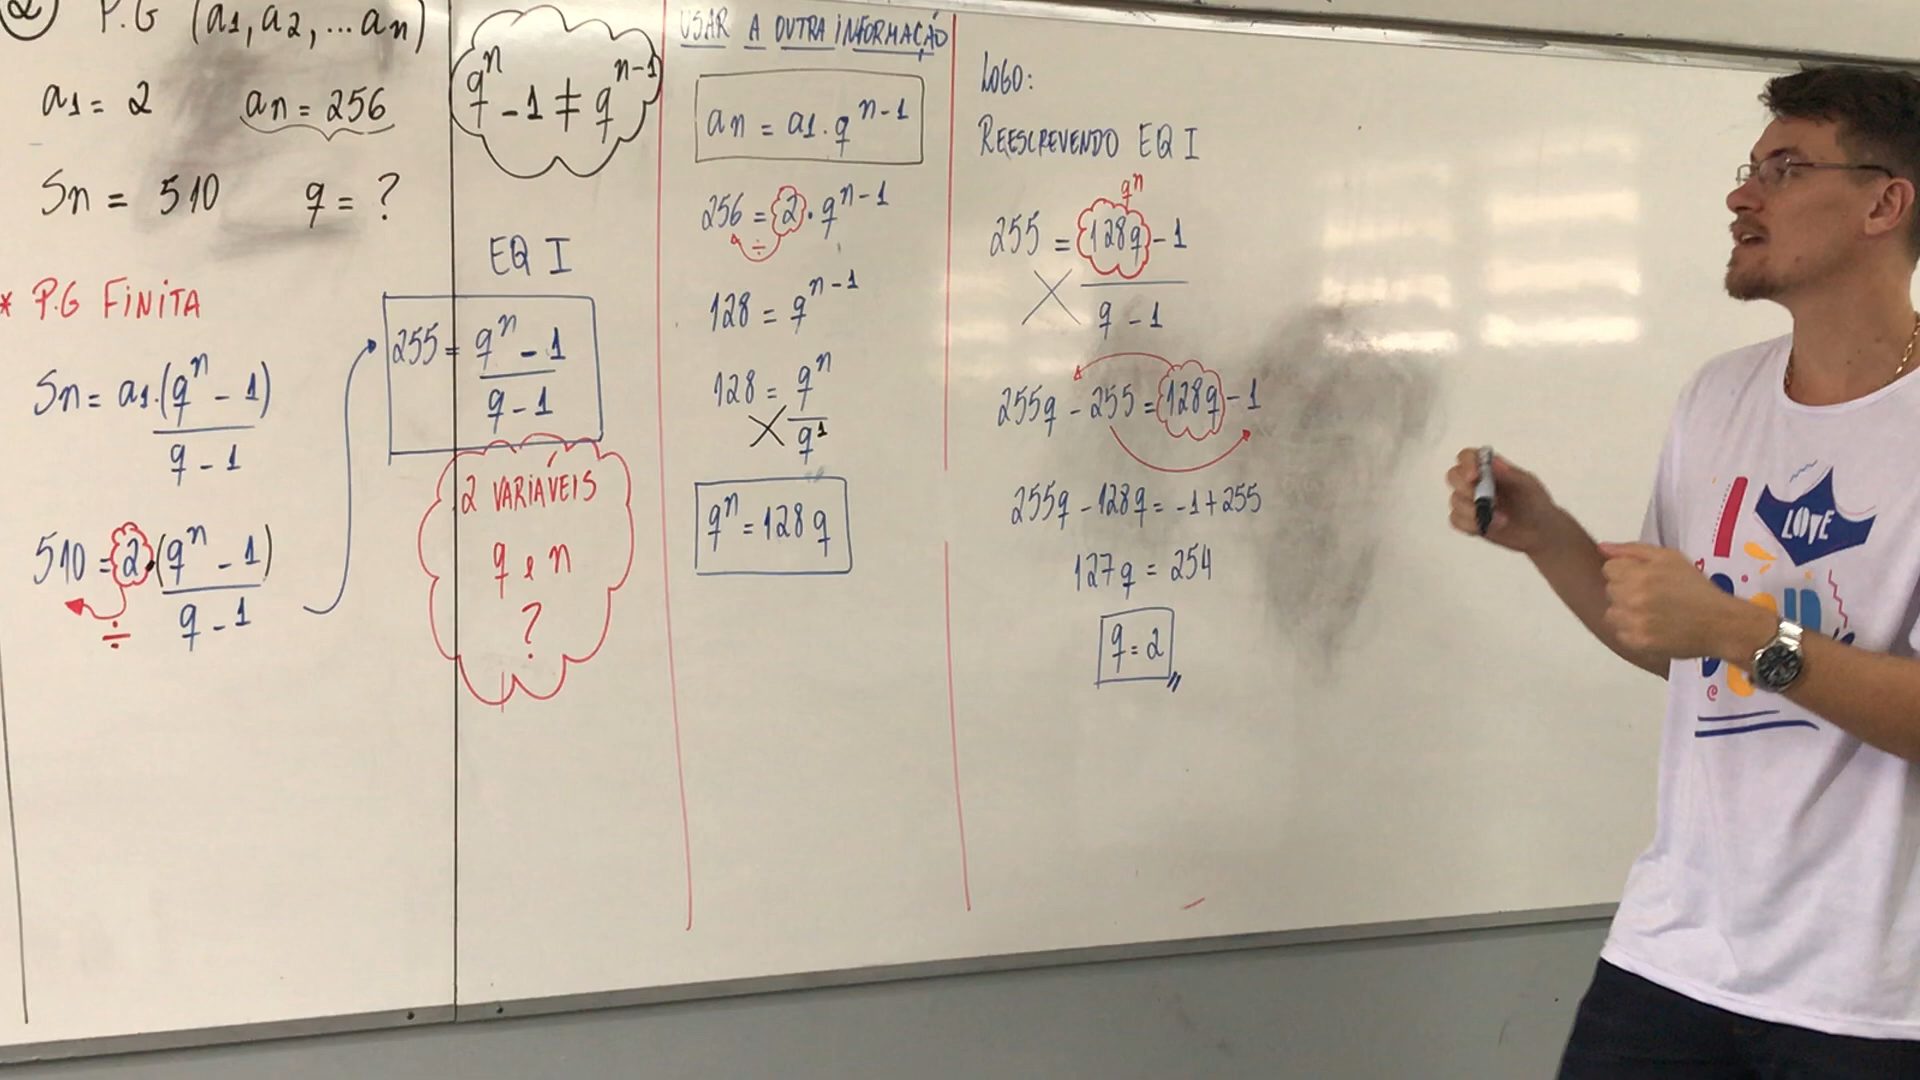 2) P.G (a1, a2, ... an)
a1 = 2 an = 256
Sn = 510 q = ?
* P.G FINITA
Sn = a1.(q^n - 1)
q - 1
510 = 2.(q^n - 1)
q - 1
÷
q^n - 1 ≠ q^n-1
EQ I
255 = q^n - 1
q - 1
2 VARIÁVEIS
q e n
?
USAR A OUTRA INFORMAÇÃO
an = a1. q^n-1
256 = 2. q^n-1
÷
128 = q^n-1
128 = q^n
q^1
q^n = 128q
LOGO:
REESCREVENDO EQ I
q^n
255 = 128q - 1
q - 1
255q - 255 = 128q - 1
255q - 128q = -1 + 255
127q = 254
q = 2
LOVE